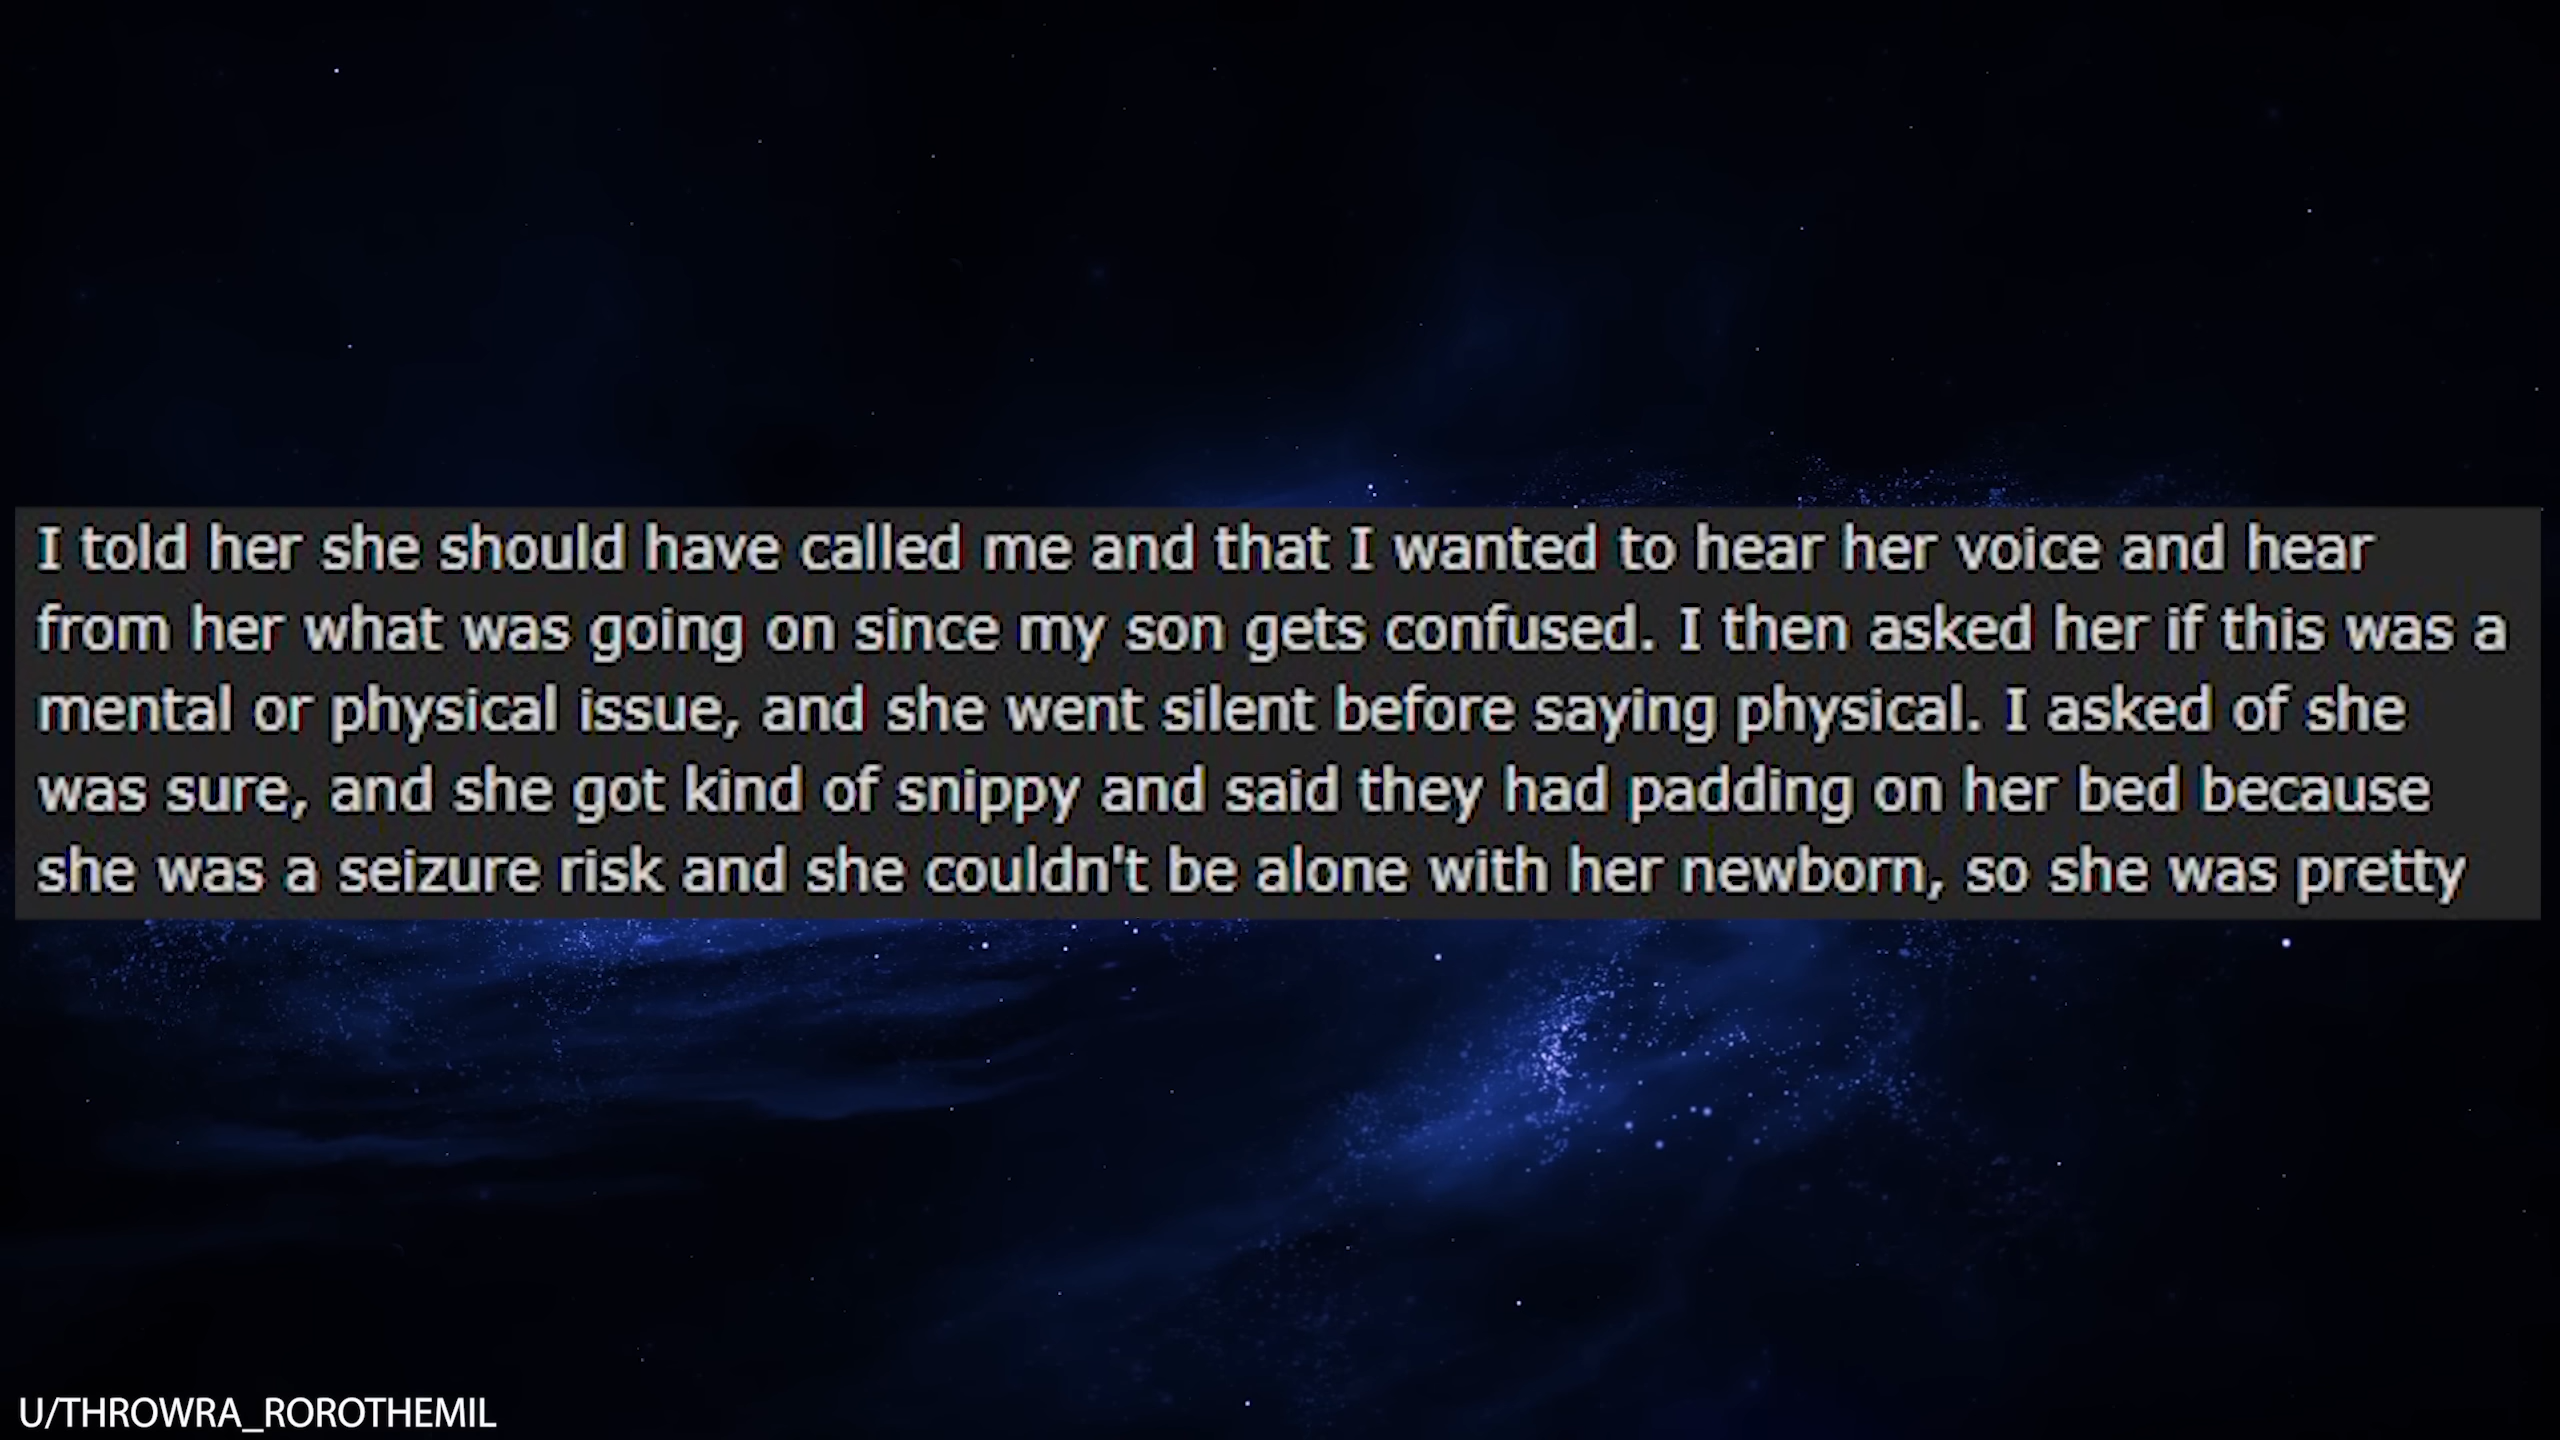 I told her she should have called me and that I wanted to hear her voice and hear
from her what was going on since my son gets confused. I then asked her if this was a
mental or physical issue, and she went silent before saying physical. I asked of she
was sure, and she got kind of snippy and said they had padding on her bed because
she was a seizure risk and she couldn't be alone with her newborn, so she was pretty
U/THROWRA_ROROTHEMIL